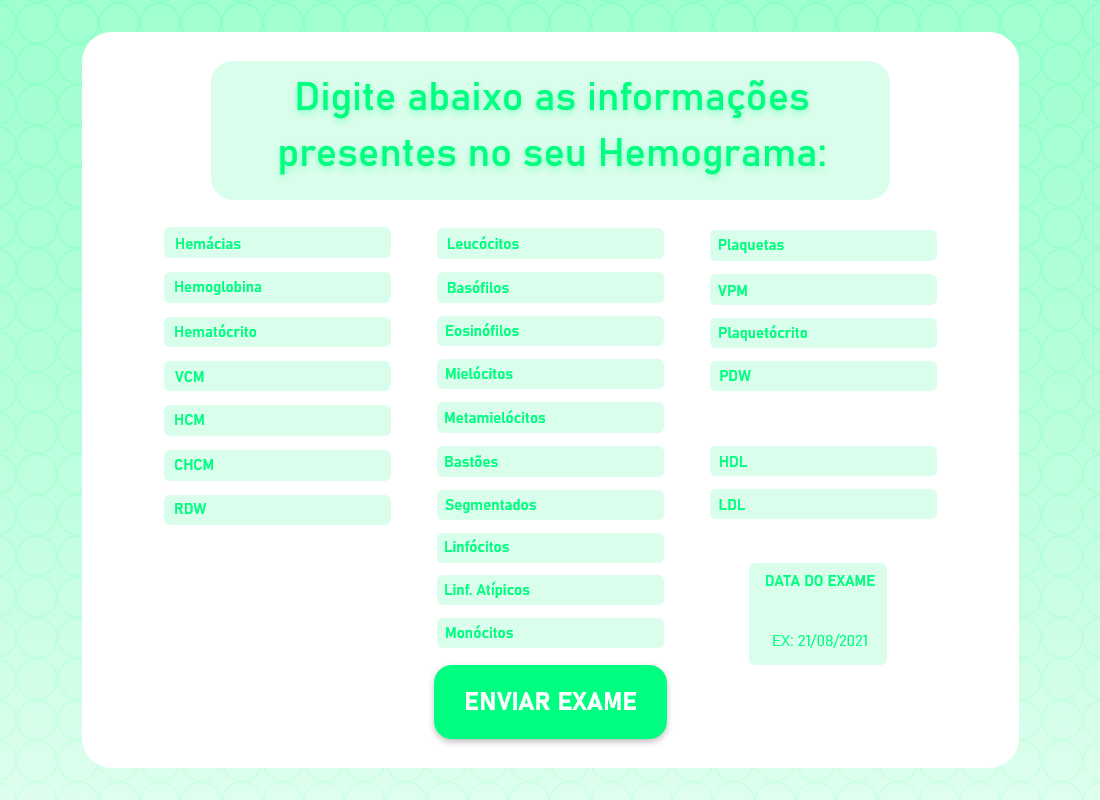 Digite abaixo as informações
presentes no seu Hemograma:
Hemácias
Hemoglobina
Hematócrito
VCM
HCM
CHCM
RDW
Leucócitos
Basófilos
Eosinófilos
Mielócitos
Metamielócitos
Bastões
Segmentados
Linfócitos
Linf. Atípicos
Monócitos
Plaquetas
VPM
Plaquetócrito
PDW
HDL
LDL
DATA DO EXAME
EX: 21/08/2021
ENVIAR EXAME